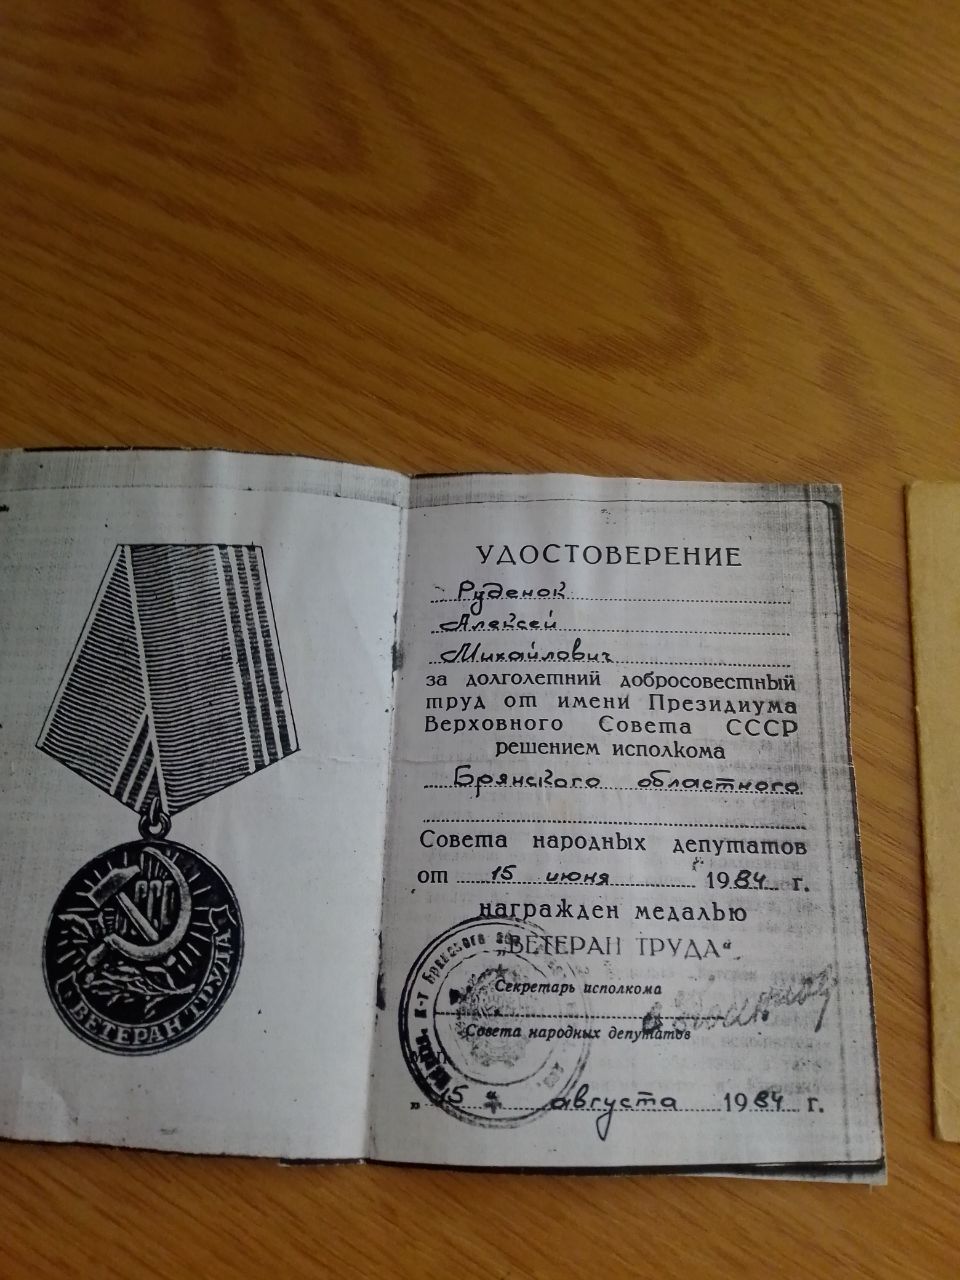 СССР
ВЕТЕРАН ТРУДА
УДОСТОВЕРЕНИЕ
Руденок
Алексей
Михайлович
за долголетний добросовестный
труд от имени Президиума
Верховного Совета СССР
решением исполкома
Брянского областного
Совета народных депутатов
от 15 июня 1984 г.
награжден медалью
„ВЕТЕРАН ТРУДА“
Секретарь исполкома
Совета народных депутатов
М. П.
15 августа 1984 г.